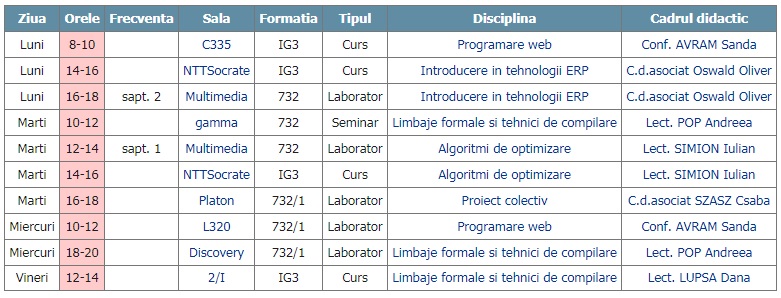 Ziua Orele Frecventa Sala Formatia Tipul Disciplina Cadrul didactic
Luni 8-10 C335 IG3 Curs Programare web Conf. AVRAM Sanda
Luni 14-16 NTTSocrate IG3 Curs Introducere in tehnologii ERP C.d.asociat Oswald Oliver
Luni 16-18 sapt. 2 Multimedia 732 Laborator Introducere in tehnologii ERP C.d.asociat Oswald Oliver
Marti 10-12 gamma 732 Seminar Limbaje formale si tehnici de compilare Lect. POP Andreea
Marti 12-14 sapt. 1 Multimedia 732 Laborator Algoritmi de optimizare Lect. SIMION Iulian
Marti 14-16 NTTSocrate IG3 Curs Algoritmi de optimizare Lect. SIMION Iulian
Marti 16-18 Platon 732/1 Laborator Proiect colectiv C.d.asociat SZASZ Csaba
Miercuri 10-12 L320 732/1 Laborator Programare web Conf. AVRAM Sanda
Miercuri 18-20 Discovery 732/1 Laborator Limbaje formale si tehnici de compilare Lect. POP Andreea
Vineri 12-14 2/I IG3 Curs Limbaje formale si tehnici de compilare Lect. LUPSA Dana